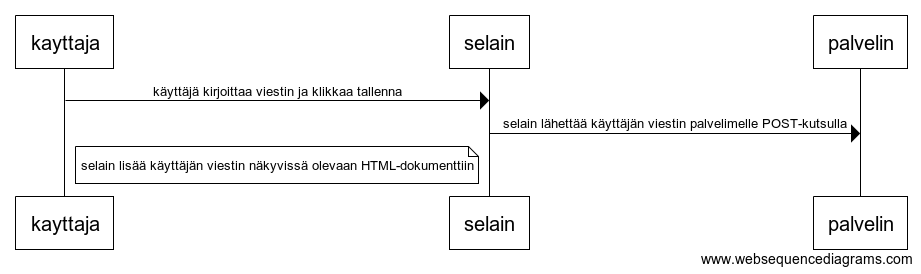 kayttaja
selain
palvelin
käyttäjä kirjoittaa viestin ja klikkaa tallenna
selain lähettää käyttäjän viestin palvelimelle POST-kutsulla
selain lisää käyttäjän viestin näkyvissä olevaan HTML-dokumenttiin
kayttaja
selain
palvelin
www.websequencediagrams.com